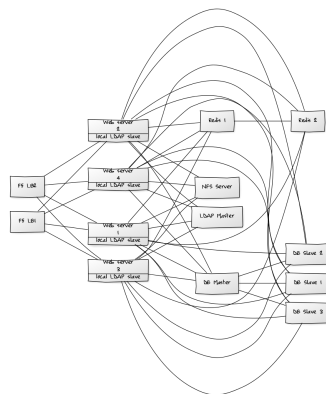 Web Server
2
local LDAP slave
Redis 1
Redis 2
Web Server
4
local LDAP slave
F5 LB2
NFS Server
F5 LB1
LDAP Master
Web Server
1
local LDAP slave
DB Slave 2
Web Server
3
local LDAP slave
DB Master
DB Slave 1
DB Slave 3